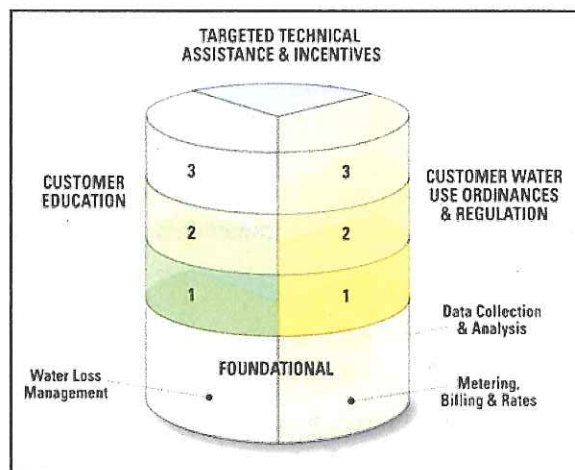 TARGETED TECHNICAL
ASSISTANCE & INCENTIVES
CUSTOMER
EDUCATION
3
3
CUSTOMER WATER
USE ORDINANCES
& REGULATION
2
2
1
1
Data Collection
& Analysis
FOUNDATIONAL
Water Loss
Management
Metering,
Billing & Rates